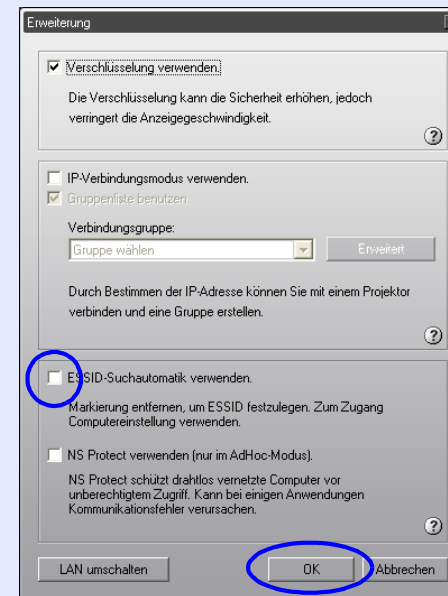 Erweiterung
Verschlüsselung verwenden.
Die Verschlüsselung kann die Sicherheit erhöhen, jedoch
verringert die Anzeigegeschwindigkeit.
?
IP-Verbindungsmodus verwenden.
Gruppenliste benutzen.
Verbindungsgruppe:
Gruppe wählen
Erweitert
Durch Bestimmen der IP-Adresse können Sie mit einem Projektor
verbinden und eine Gruppe erstellen.
?
ESSID-Suchautomatik verwenden.
Markierung entfernen, um ESSID festzulegen. Zum Zugang
Computereinstellung verwenden.
NS Protect verwenden (nur im AdHoc-Modus).
NS Protect schützt drahtlos vernetzte Computer vor
unberechtigtem Zugriff. Kann bei einigen Anwendungen
Kommunikationsfehler verursachen.
?
LAN umschalten OK Abbrechen